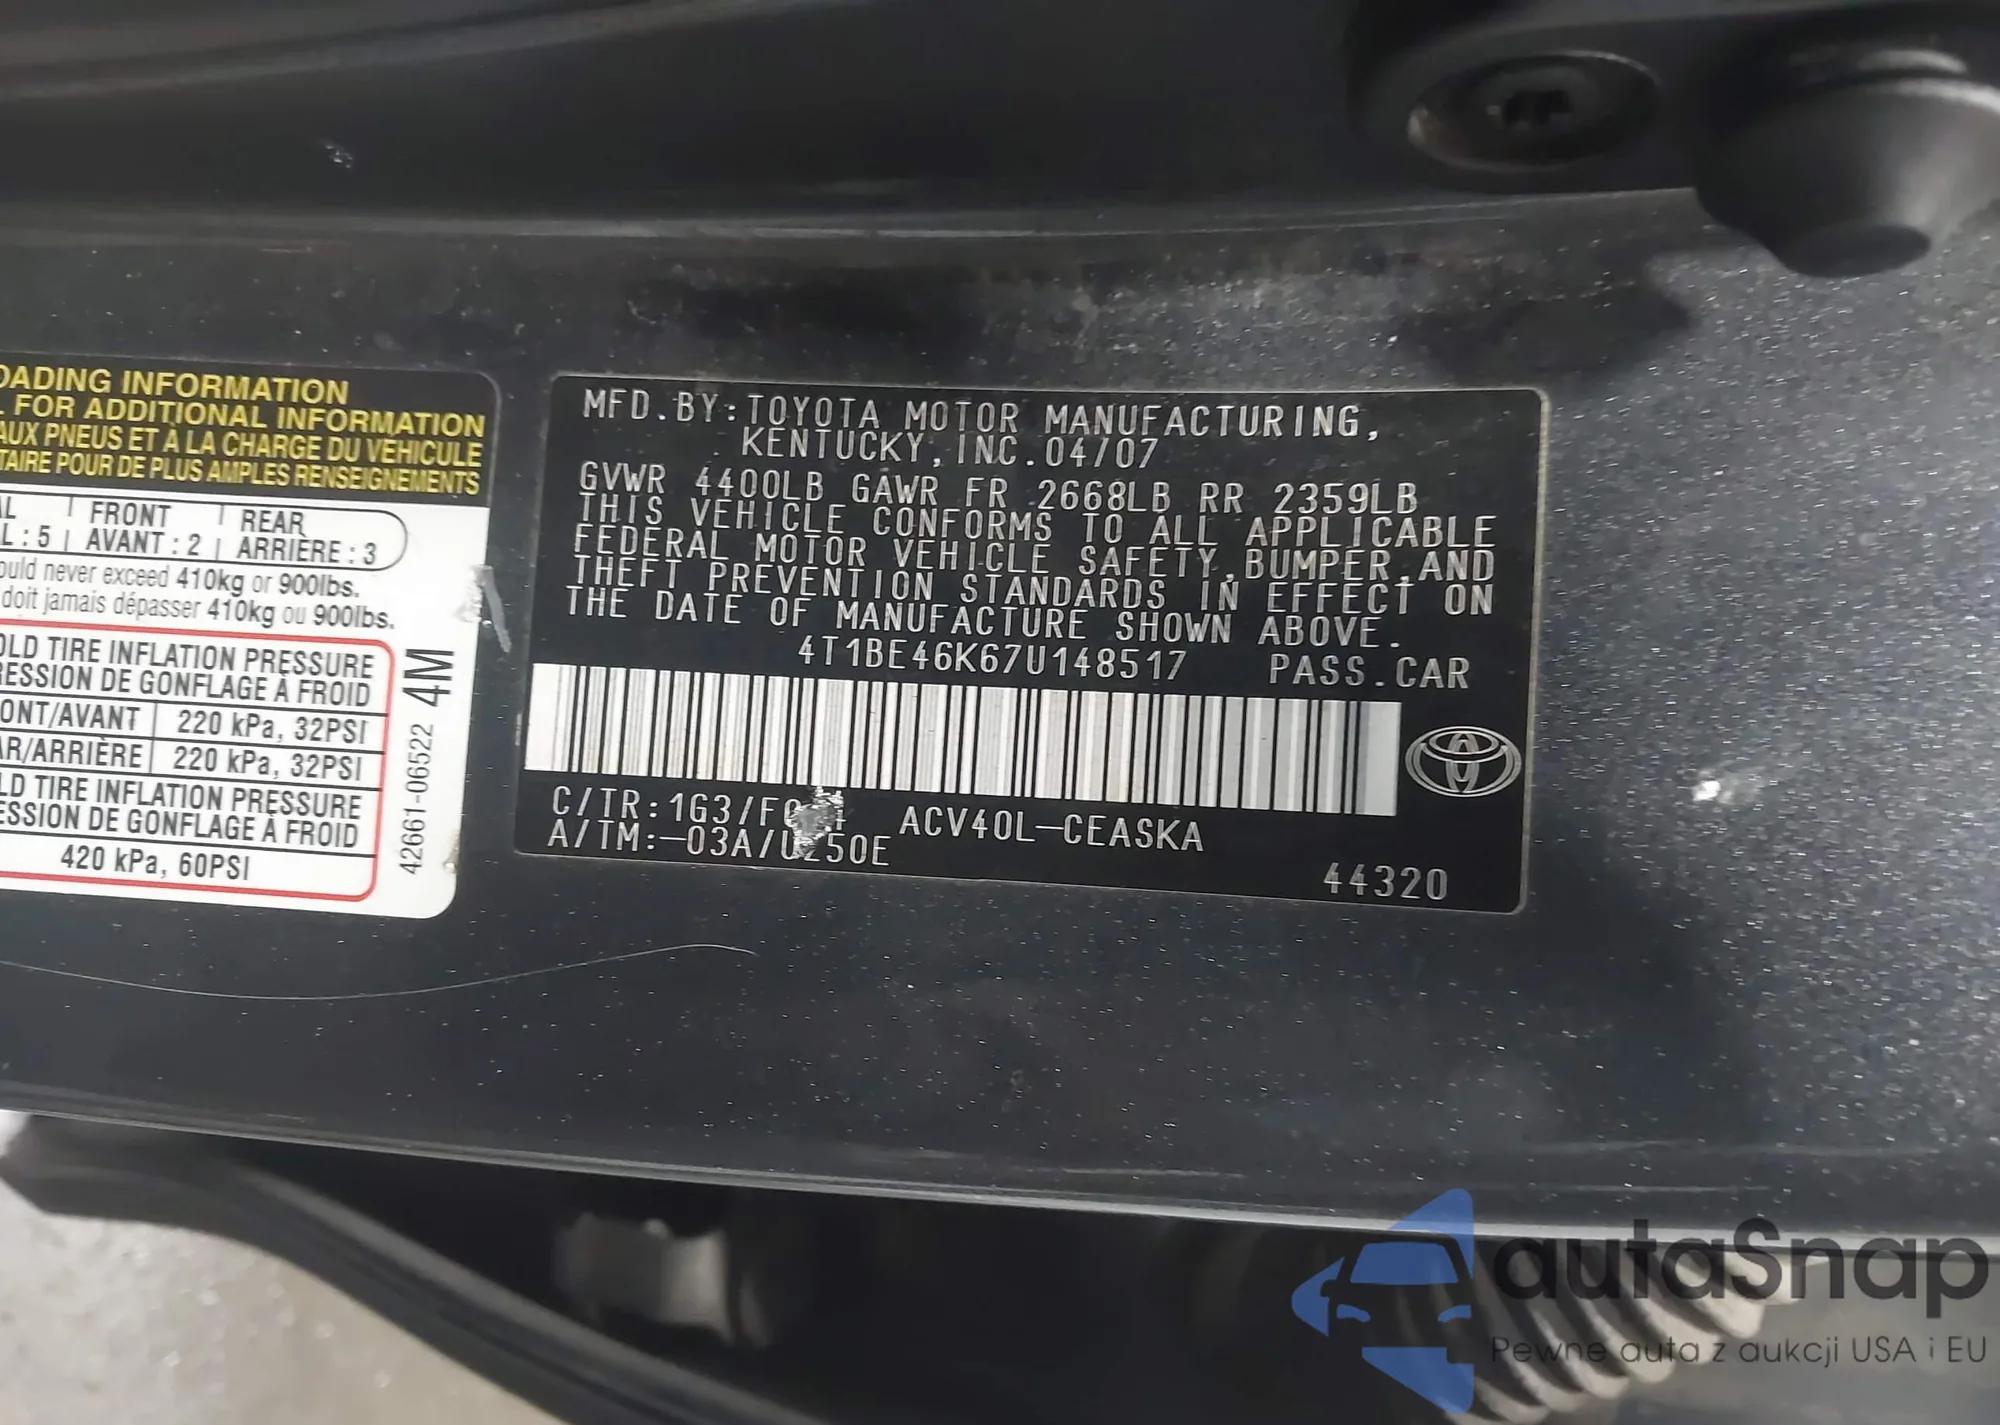 OADING INFORMATION
FOR ADDITIONAL INFORMATION
AUX PNEUS ET À LA CHARGE DU VÉHICULE
TAIRE POUR DE PLUS AMPLES RENSEIGNEMENTS
AL | FRONT | REAR
L : 5 | AVANT : 2 | ARRIÈRE : 3
ould never exceed 410kg or 900lbs.
doit jamais dépasser 410kg ou 900lbs.
OLD TIRE INFLATION PRESSURE
RESSION DE GONFLAGE À FROID
ONT/AVANT | 220 kPa, 32PSI
AR/ARRIÈRE | 220 kPa, 32PSI
LD TIRE INFLATION PRESSURE
ESSION DE GONFLAGE À FROID
420 kPa, 60PSI
42661-06522 4M
MFD.BY:TOYOTA MOTOR MANUFACTURING,
KENTUCKY,INC.04/07
GVWR 4400LB GAWR FR 2668LB RR 2359LB
THIS VEHICLE CONFORMS TO ALL APPLICABLE
FEDERAL MOTOR VEHICLE SAFETY,BUMPER,AND
THEFT PREVENTION STANDARDS IN EFFECT ON
THE DATE OF MANUFACTURE SHOWN ABOVE.
4T1BE46K67U148517 PASS.CAR
C/TR:1G3/F ACV40L-CEASKA
A/TM:-03A/U250E
44320
autaSnap
Pewne auta z aukcji USA i EU